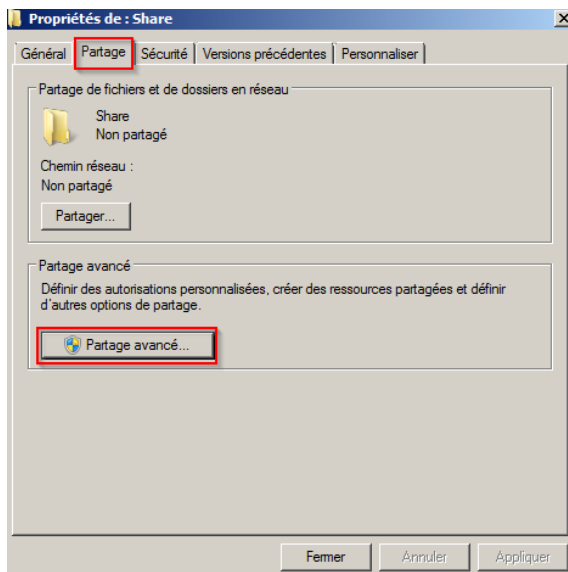 Propriétés de : Share
Général Partage Sécurité Versions précédentes Personnaliser
Partage de fichiers et de dossiers en réseau
Share
Non partagé
Chemin réseau :
Non partagé
Partager...
Partage avancé
Définir des autorisations personnalisées, créer des ressources partagées et définir
d'autres options de partage.
Partage avancé...
Fermer Annuler Appliquer